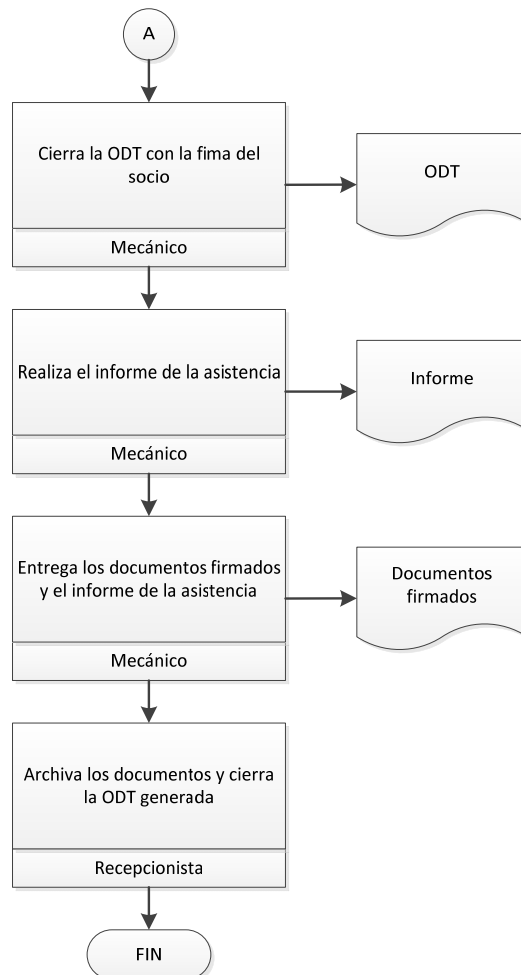 A
Cierra la ODT con la fima del
socio
Mecánico
ODT
Realiza el informe de la asistencia
Mecánico
Informe
Entrega los documentos firmados
y el informe de la asistencia
Mecánico
Documentos
firmados
Archiva los documentos y cierra
la ODT generada
Recepcionista
FIN